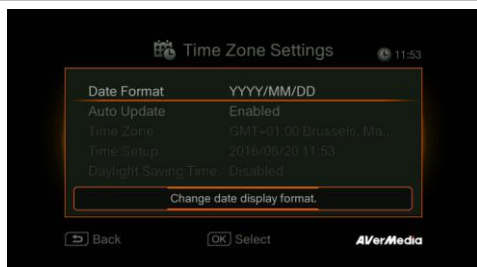 Time Zone Settings 11:53
Date Format YYYY/MM/DD
Auto Update Enabled
Time Zone GMT+01:00 Brussels, Ma...
Time Setup 2016/06/20 11:53
Daylight Saving Time Disabled
Change date display format.
Back OK Select AVerMedia